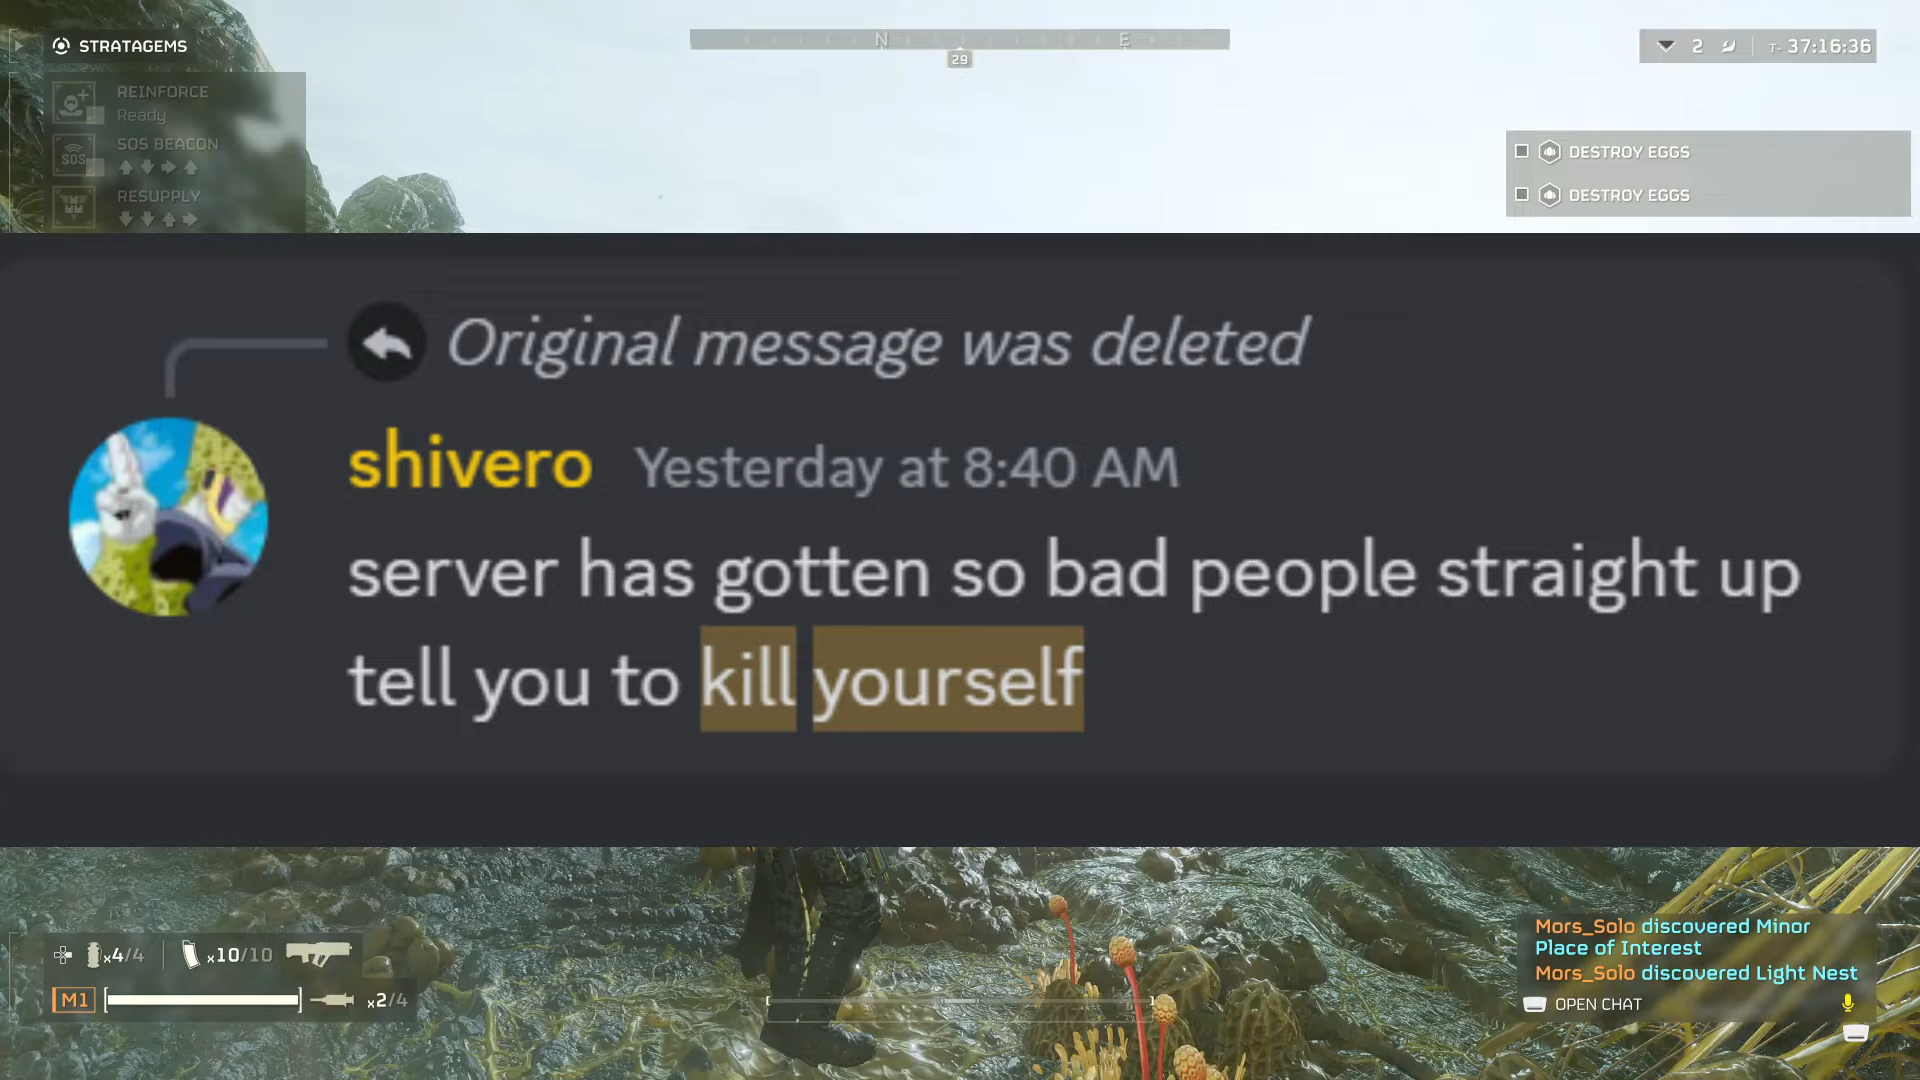 STRATAGEMS
N
E
29
2
T- 37:16:36
REINFORCE
Ready
SOS BEACON
SOS
RESUPPLY
DESTROY EGGS
DESTROY EGGS
Original message was deleted
shivero Yesterday at 8:40 AM
server has gotten so bad people straight up
tell you to kill yourself
x4/4
x10/10
M1
x2/4
Mors_Solo discovered Minor
Place of Interest
Mors_Solo discovered Light Nest
OPEN CHAT